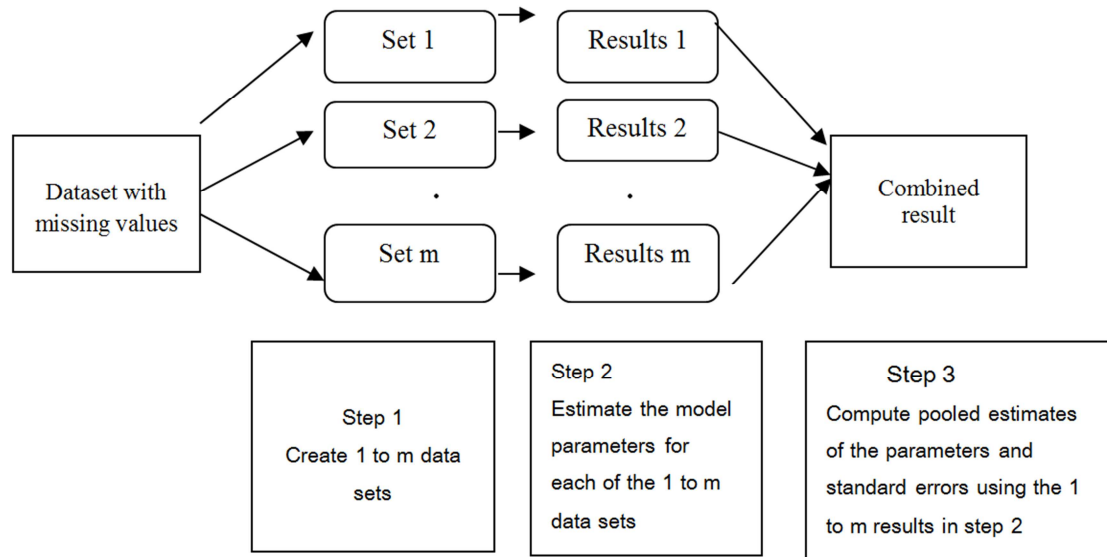 Set 1
Results 1
Set 2
Results 2
Dataset with
missing values
.
.
Combined
result
Set m
Results m
Step 1
Create 1 to m data
sets
Step 2
Estimate the model
parameters for
each of the 1 to m
data sets
Step 3
Compute pooled estimates
of the parameters and
standard errors using the 1
to m results in step 2